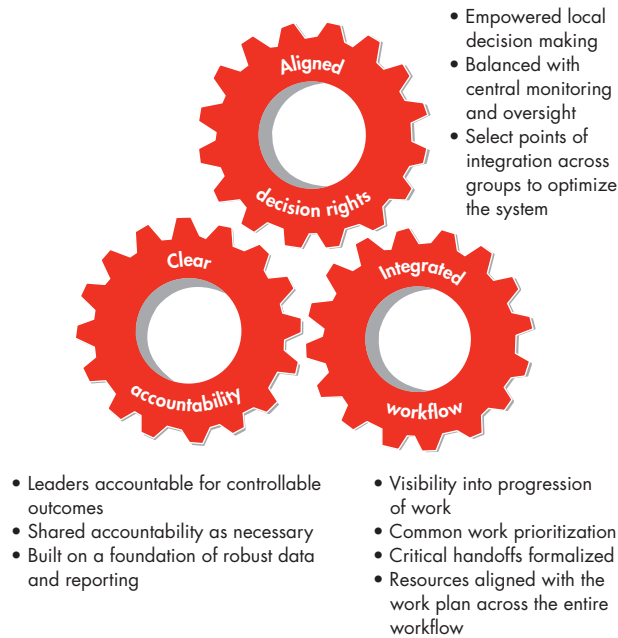 Aligned
decision rights
• Empowered local
decision making
• Balanced with
central monitoring
and oversight
• Select points of
integration across
groups to optimize
the system
Clear
accountability
Integrated
workflow
• Leaders accountable for controllable
outcomes
• Shared accountability as necessary
• Built on a foundation of robust data
and reporting
• Visibility into progression
of work
• Common work prioritization
• Critical handoffs formalized
• Resources aligned with the
work plan across the entire
workflow